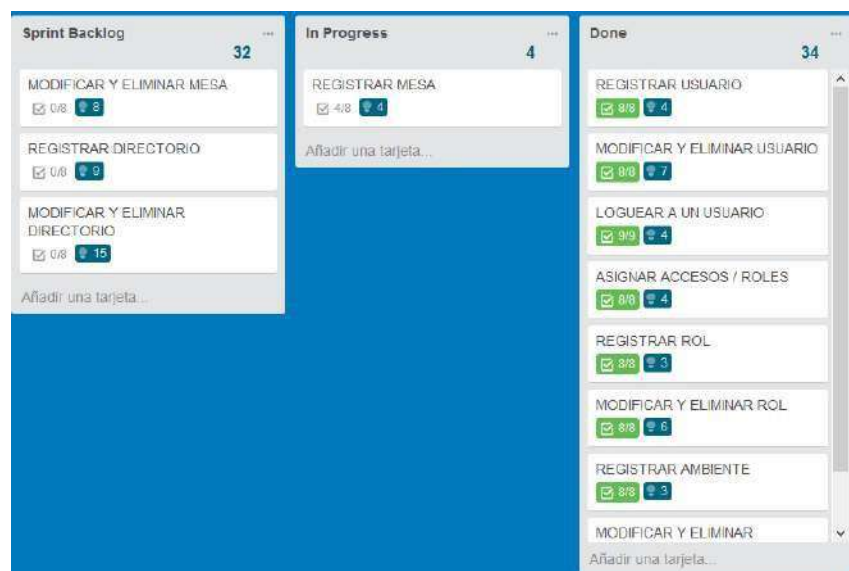 Sprint Backlog
32
MODIFICAR Y ELIMINAR MESA
0/8 8
REGISTRAR DIRECTORIO
0/8 9
MODIFICAR Y ELIMINAR
DIRECTORIO
0/8 15
Añadir una tarjeta...
In Progress
4
REGISTRAR MESA
4/8 4
Añadir una tarjeta...
Done
34
REGISTRAR USUARIO
8/8 4
MODIFICAR Y ELIMINAR USUARIO
8/8 7
LOGUEAR A UN USUARIO
9/9 4
ASIGNAR ACCESOS / ROLES
8/8 4
REGISTRAR ROL
8/8 3
MODIFICAR Y ELIMINAR ROL
8/8 6
REGISTRAR AMBIENTE
8/8 3
MODIFICAR Y ELIMINAR
Añadir una tarjeta...